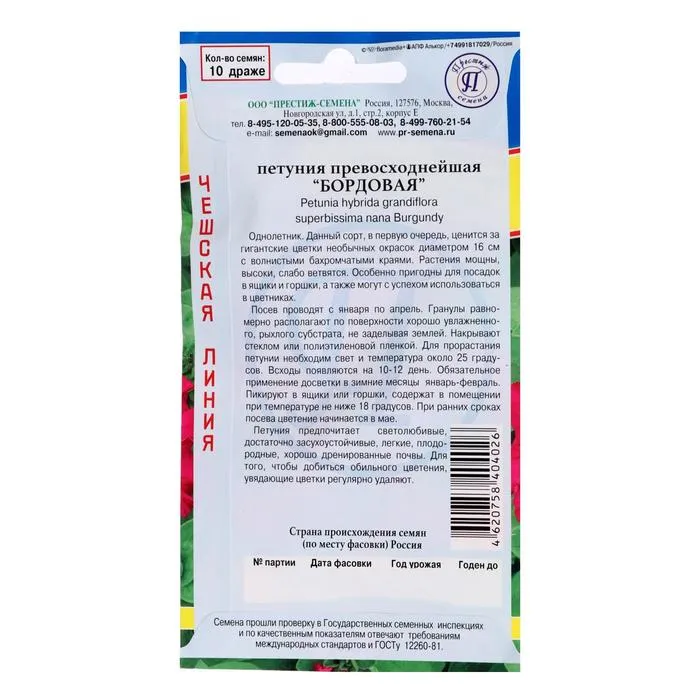 © "floramedia" АПФ Алькор/ +74991817029/Россия
Кол-во семян:
10 драже
Престиж
П
семена
ООО "ПРЕСТИЖ-СЕМЕНА" Россия, 127576, Москва,
Новгородская ул, д.1, стр.2, корпус Е
тел. 8-495-120-05-35, 8-800-555-08-03, 8-499-760-21-54
e-mail: semenaok@gmail.com www.pr-semena.ru
петуния превосходнейшая
"БОРДОВАЯ"
Petunia hybrida grandiflora
superbissima nana Burgundy
Однолетник. Данный сорт, в первую очередь, ценится за
гигантские цветки необычных окрасок диаметром 16 см
с волнистыми бахромчатыми краями. Растения мощны,
высоки, слабо ветвятся. Особенно пригодны для посадок
в ящики и горшки, а также могут с успехом использоваться
в цветниках.
Посев проводят с января по апрель. Гранулы равно-
мерно располагают по поверхности хорошо увлажненно-
го, рыхлого субстрата, не заделывая землей. Накрывают
стеклом или полиэтиленовой пленкой. Для прорастания
петунии необходим свет и температура около 25 граду-
сов. Всходы появляются на 10-12 день. Обязательное
применение досветки в зимние месяцы январь-февраль.
Пикируют в ящики или горшки, содержат в помещении
при температуре не ниже 18 градусов. При ранних сроках
посева цветение начинается в мае.
Петуния предпочитает светолюбивые,
достаточно засухоустойчивые, легкие, плодо-
родные, хорошо дренированные почвы. Для
того, чтобы добиться обильного цветения,
увядающие цветки регулярно удаляют.
ЧЕШСКАЯ ЛИНИЯ
4 620758 404026
Страна происхождения семян
(по месту фасовки) Россия
№ партии Дата фасовки Год урожая Годен до
Семена прошли проверку в Государственных семенных инспекциях
и по качественным показателям отвечают требованиям
международных стандартов и ГОСТу 12260-81.